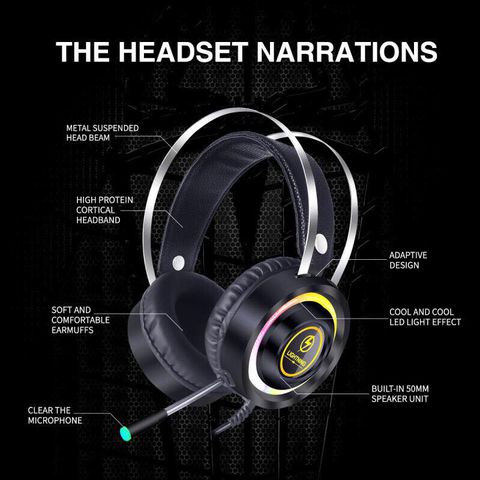 THE HEADSET NARRATIONS
METAL SUSPENDED
HEAD BEAM
HIGH PROTEIN
CORTICAL
HEADBAND
ADAPTIVE
DESIGN
SOFT AND
COMFORTABLE
EARMUFFS
COOL AND COOL
LED LIGHT EFFECT
LIGHTNING
BUILT-IN 50MM
SPEAKER UNIT
CLEAR THE
MICROPHONE